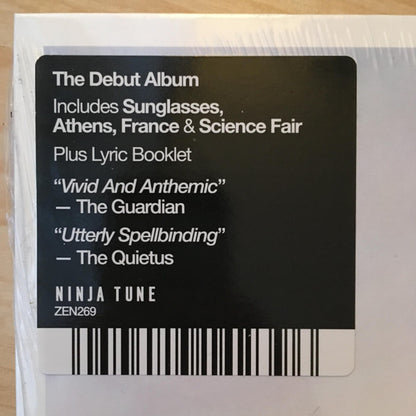 The Debut Album
Includes Sunglasses,
Athens, France & Science Fair
Plus Lyric Booklet
“Vivid And Anthemic”
— The Guardian
“Utterly Spellbinding”
— The Quietus
NINJA TUNE
ZEN269